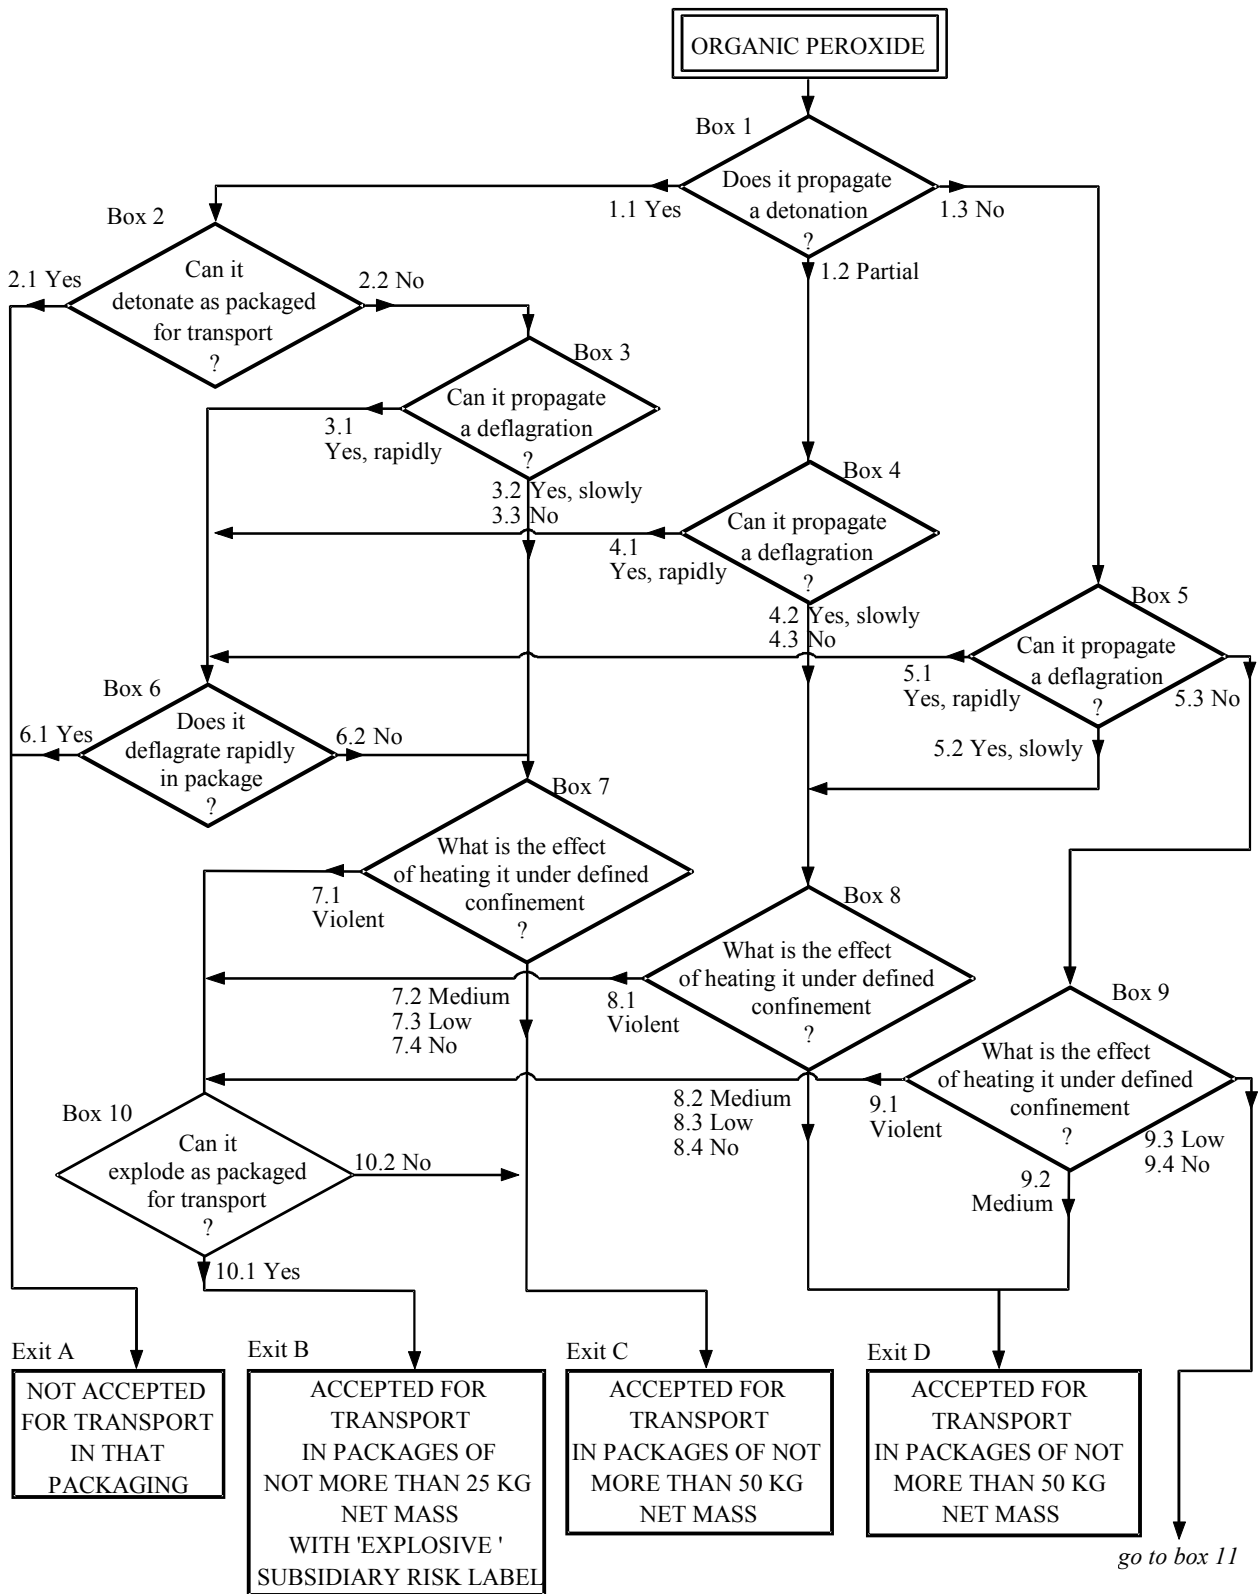 ORGANIC PEROXIDE
Box 1
Does it propagate
a detonation
?
1.1 Yes
1.3 No
1.2 Partial
Box 2
Can it
detonate as packaged
for transport
?
2.1 Yes
2.2 No
Box 3
Can it propagate
a deflagration
?
3.1
Yes, rapidly
3.2 Yes, slowly
3.3 No
Box 4
Can it propagate
a deflagration
?
4.1
Yes, rapidly
4.2 Yes, slowly
4.3 No
Box 5
Can it propagate
a deflagration
?
5.1
Yes, rapidly
5.3 No
5.2 Yes, slowly
Box 6
Does it
deflagrate rapidly
in package
?
6.1 Yes
6.2 No
Box 7
What is the effect
of heating it under defined
confinement
?
7.1
Violent
7.2 Medium
7.3 Low
7.4 No
Box 8
What is the effect
of heating it under defined
confinement
?
8.1
Violent
8.2 Medium
8.3 Low
8.4 No
Box 9
What is the effect
of heating it under defined
confinement
?
9.1
Violent
9.2
Medium
9.3 Low
9.4 No
Box 10
Can it
explode as packaged
for transport
?
10.2 No
10.1 Yes
Exit A
NOT ACCEPTED
FOR TRANSPORT
IN THAT
PACKAGING
Exit B
ACCEPTED FOR
TRANSPORT
IN PACKAGES OF
NOT MORE THAN 25 KG
NET MASS
WITH 'EXPLOSIVE '
SUBSIDIARY RISK LABEL
Exit C
ACCEPTED FOR
TRANSPORT
IN PACKAGES OF NOT
MORE THAN 50 KG
NET MASS
Exit D
ACCEPTED FOR
TRANSPORT
IN PACKAGES OF NOT
MORE THAN 50 KG
NET MASS
go to box 11